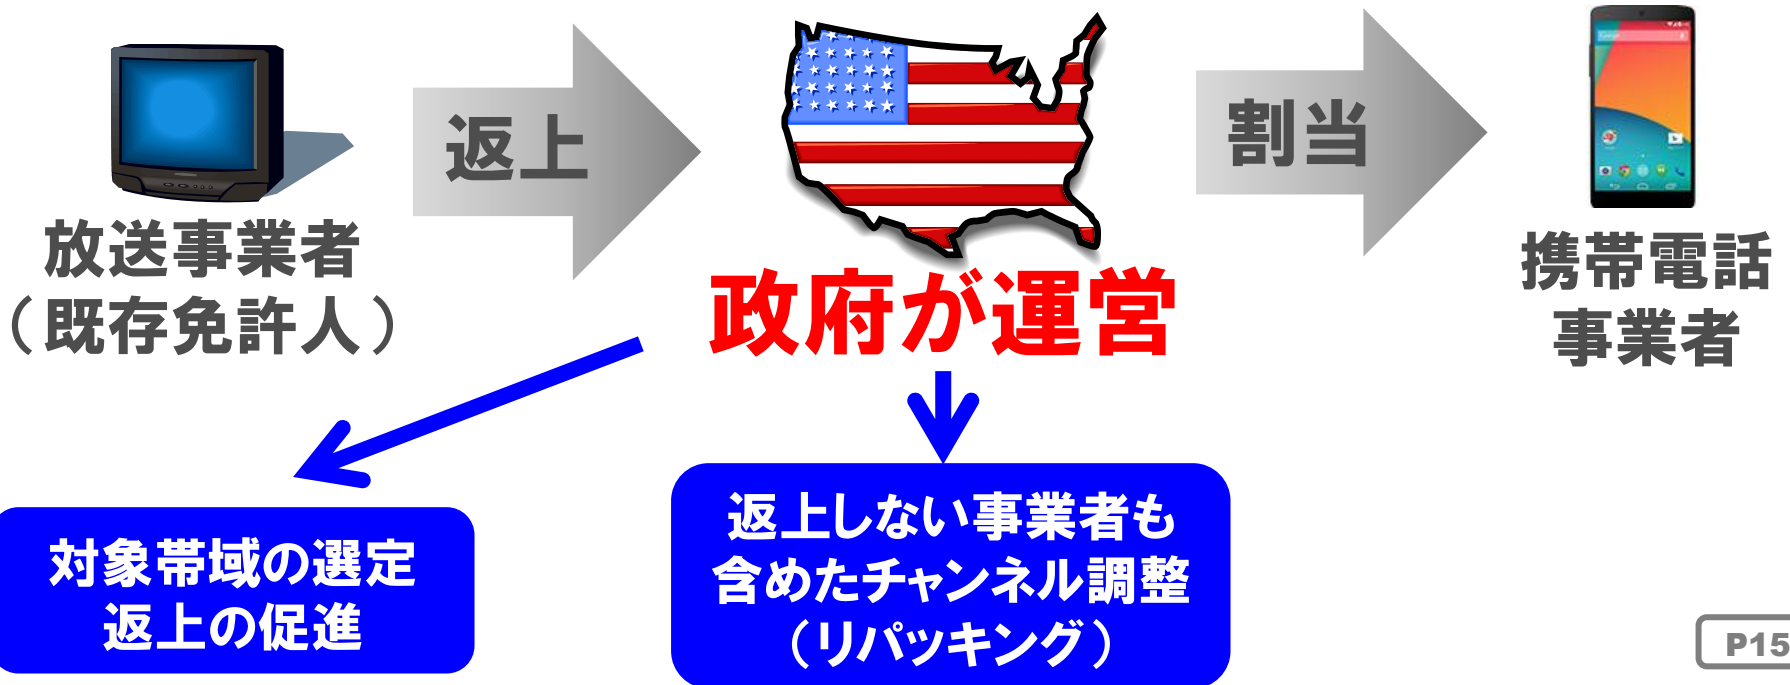 返上
割当
放送事業者
（既存免許人）
政府が運営
携帯電話
事業者
対象帯域の選定
返上の促進
返上しない事業者も
含めたチャンネル調整
（リパッキング）
P15